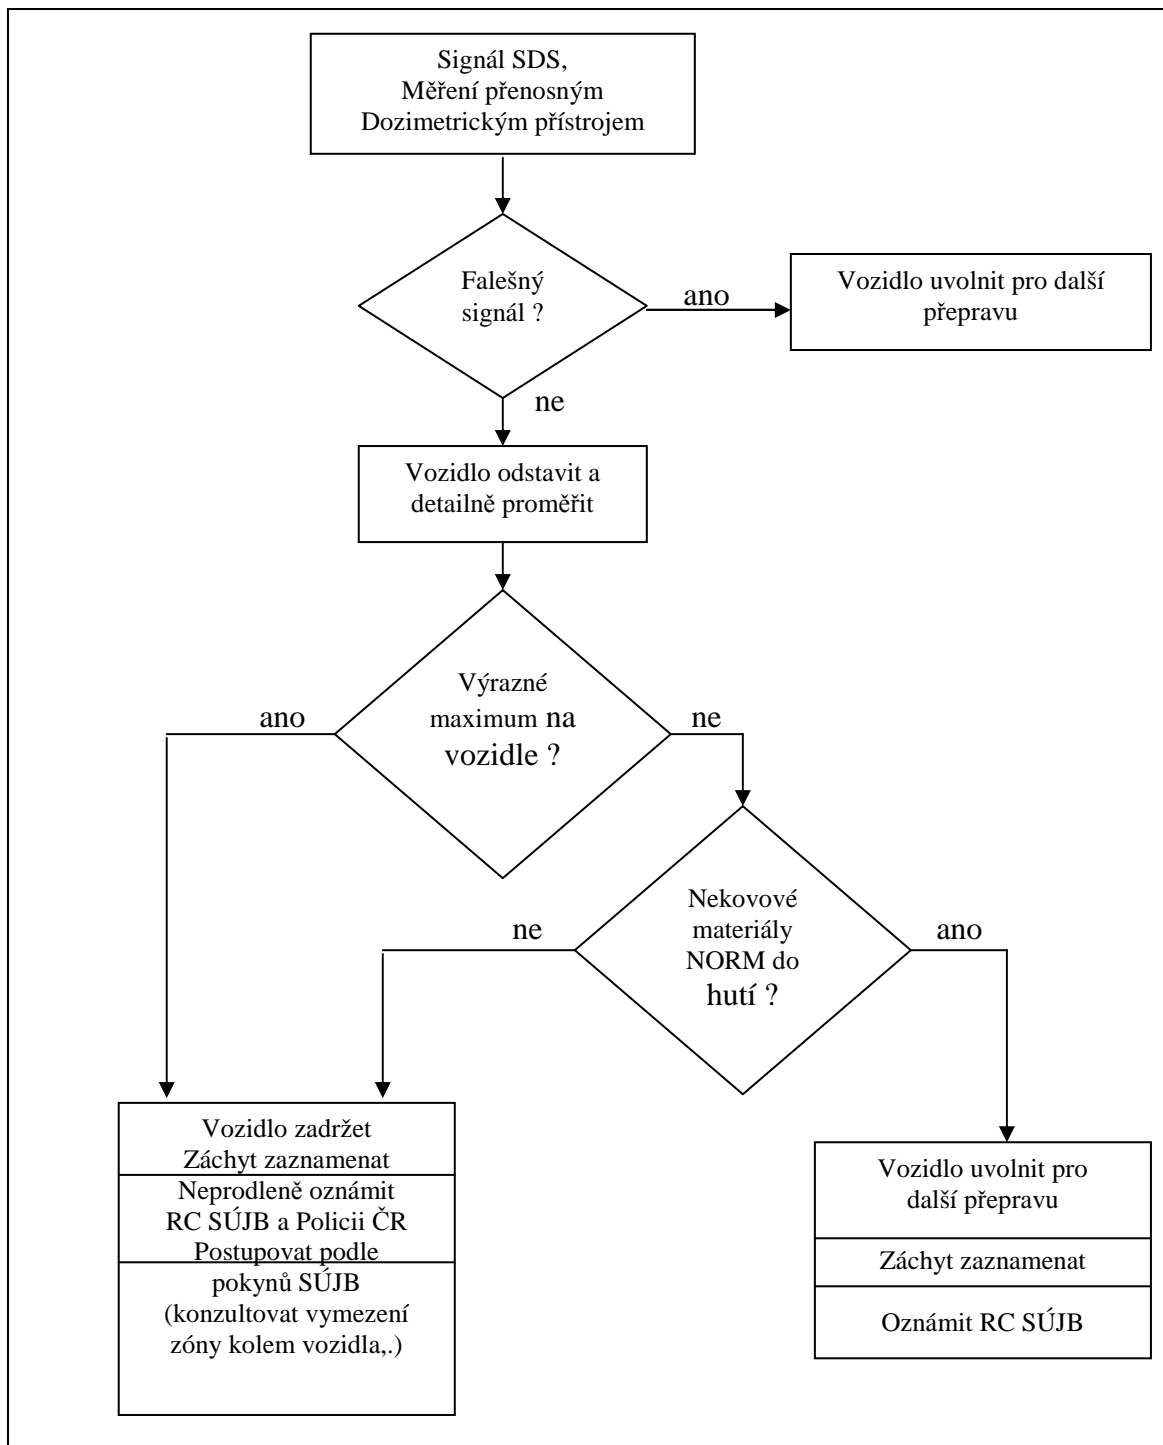 Signál SDS,
Měření přenosným
Dozimetrickým přístrojem
Falešný
signál ?
ano
Vozidlo uvolnit pro další
přepravu
ne
Vozidlo odstavit a
detailně proměřit
Výrazné
maximum na
vozidle ?
ano
ne
Nekovové
materiály
NORM do
hutí ?
ne
ano
Vozidlo zadržet
Záchyt zaznamenat
Neprodleně oznámit
RC SÚJB a Policii ČR
Postupovat podle
pokynů SÚJB
(konzultovat vymezení
zóny kolem vozidla,.)
Vozidlo uvolnit pro
další přepravu
Záchyt zaznamenat
Oznámit RC SÚJB